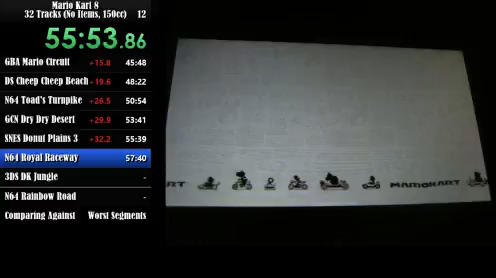 Mario Kart 8
32 Tracks (No Items, 150cc) 12
55:53.86
GBA Mario Circuit +15.8 45:48
DS Cheep Cheep Beach +19.6 48:22
N64 Toad's Turnpike +26.5 50:54
GCN Dry Dry Desert +29.9 53:41
SNES Donut Plains 3 +32.2 55:39
N64 Royal Raceway 57:40
3DS DK Jungle -
N64 Rainbow Road -
Comparing Against Worst Segments
RT MARIOKART